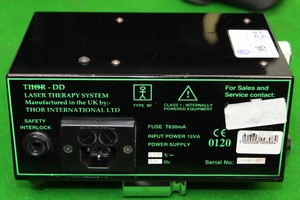 THOR - DD
LASER THERAPY SYSTEM
Manufactured in the UK by:-
THOR INTERNATIONAL LTD
TYPE BF
CLASS 1 - INTERNALLY
POWERED EQUIPMENT
For Sales and
Service contact:
SAFETY
INTERLOCK
FUSE T630mA
INPUT POWER 15VA
POWER SUPPLY
V~
Hz
CE
0120
Serial No: